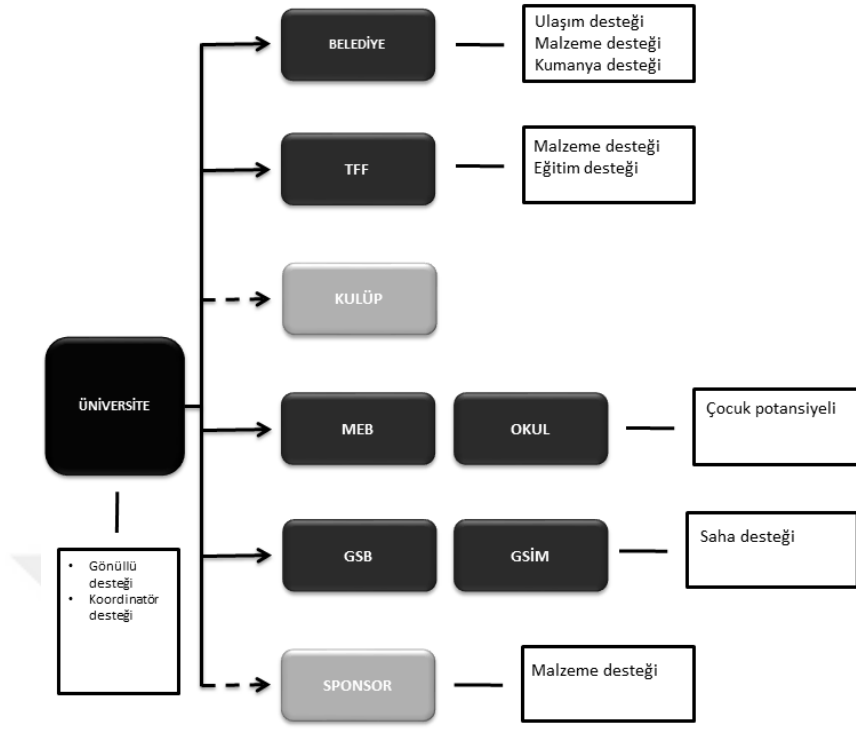 BELEDİYE
Ulaşım desteği
Malzeme desteği
Kumanya desteği
TFF
Malzeme desteği
Eğitim desteği
KULÜP
ÜNİVERSİTE
MEB
OKUL
Çocuk potansiyeli
GSB
GSİM
Saha desteği
• Gönüllü
desteği
• Koordinatör
desteği
SPONSOR
Malzeme desteği